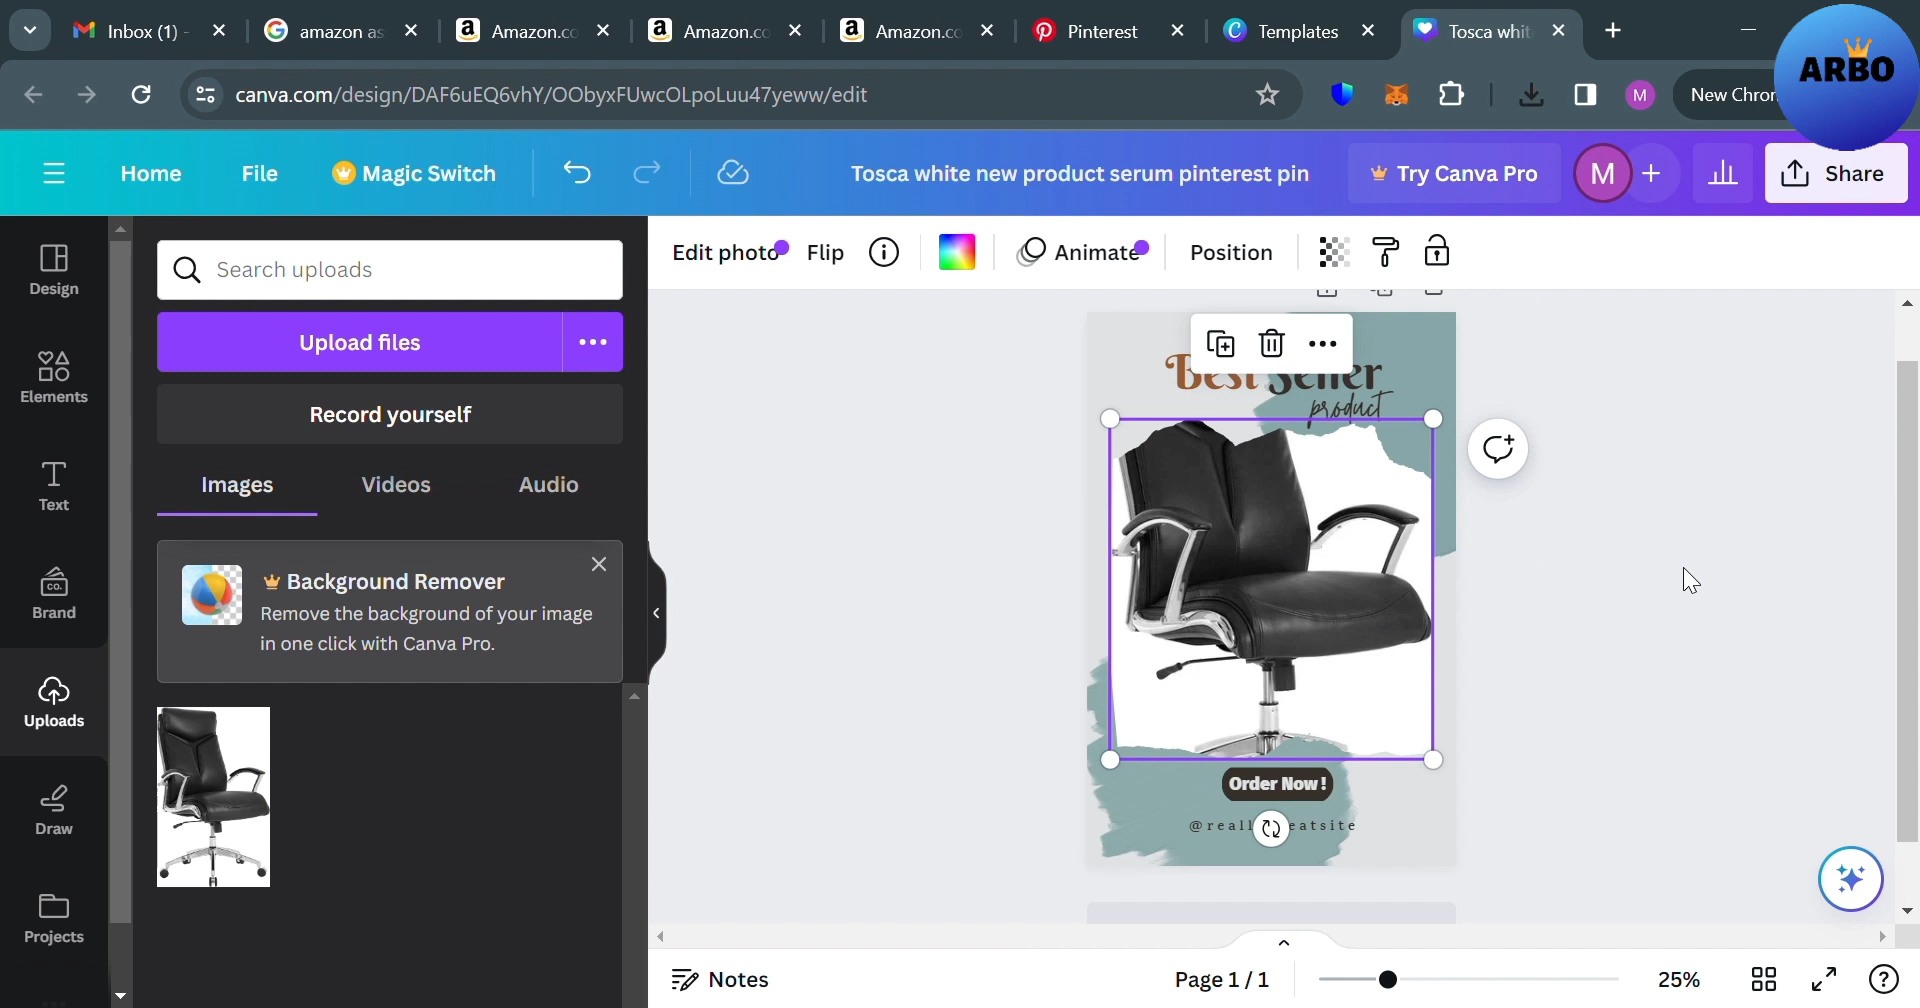 Inbox (1) -
amazon as
Amazon.co
Amazon.co
Amazon.co
Pinterest
Templates
Tosca whit
canva.com/design/DAF6uEQ6vhY/OObyxFUwcOLpoLuu47yeww/edit
M
New Chror
ARBO
Home
File
Magic Switch
Tosca white new product serum pinterest pin
Try Canva Pro
M
Share
Design
Elements
Text
CO.
Brand
Uploads
Draw
Projects
Search uploads
Upload files
Record yourself
Images
Videos
Audio
Background Remover
Remove the background of your image
in one click with Canva Pro.
Edit photo
Flip
Animate
Position
Best Seller
product
Order Now !
Notes
Page 1 / 1
25%